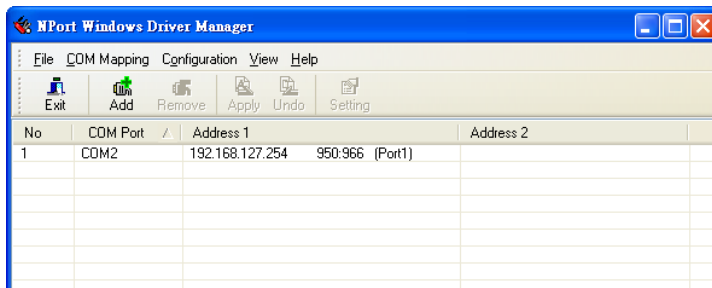 NPort Windows Driver Manager
File COM Mapping Configuration View Help
Exit Add Remove Apply Undo Setting
No COM Port Address 1 Address 2
1 COM2 192.168.127.254 950:966 (Port1)